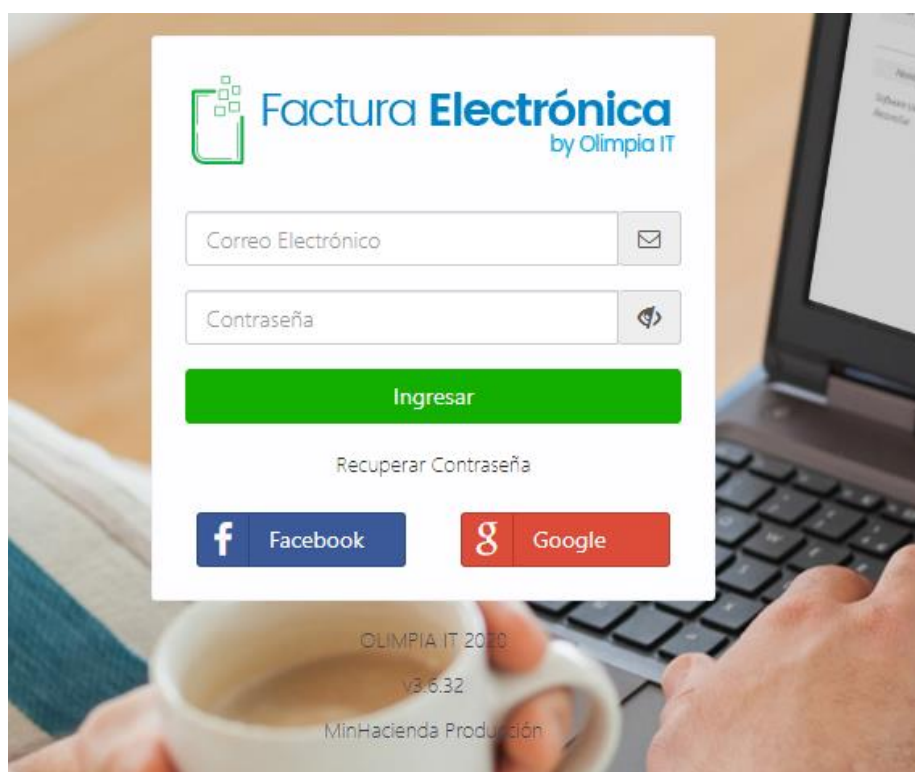 Factura Electrónica
by Olimpia IT
Correo Electrónico
Contraseña
Ingresar
Recuperar Contraseña
f Facebook
g Google
OLIMPIA IT 2020
v3.6.32
MinHacienda Producción